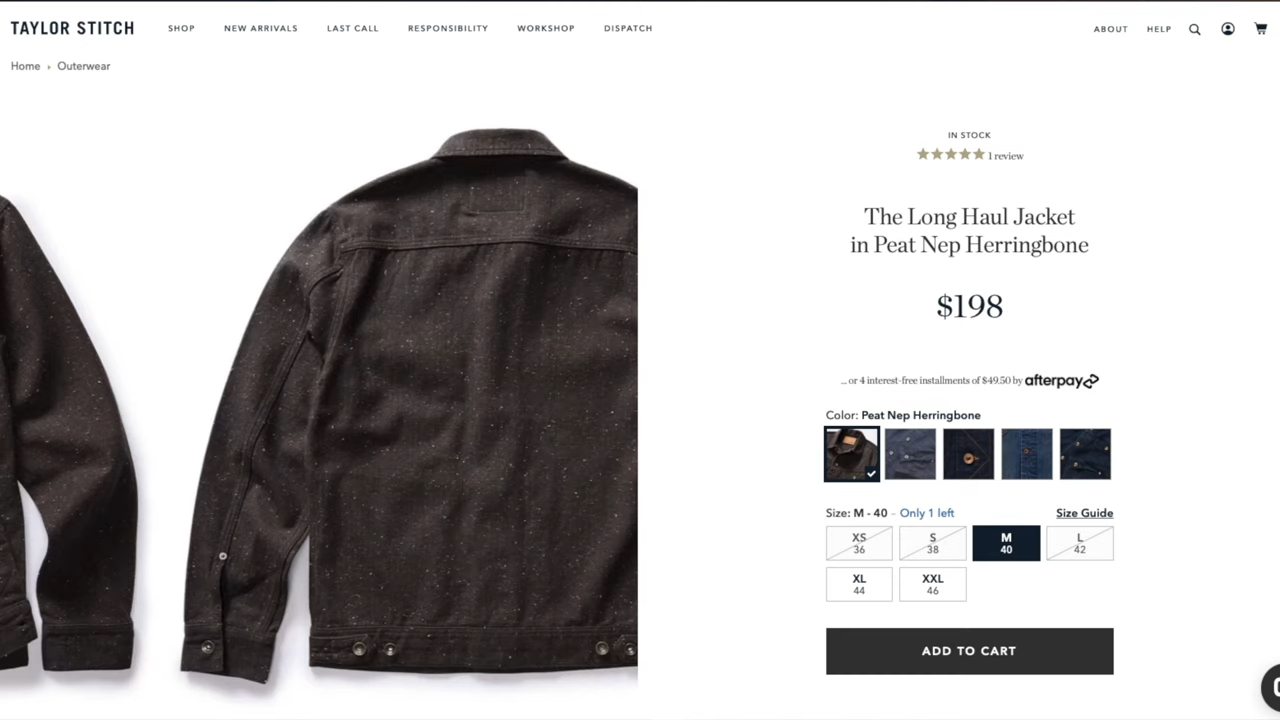 TAYLOR STITCH
SHOP NEW ARRIVALS LAST CALL RESPONSIBILITY WORKSHOP DISPATCH
ABOUT HELP
Home › Outerwear
IN STOCK
1 review
The Long Haul Jacket
in Peat Nep Herringbone
$198
... or 4 interest-free installments of $49.50 by afterpay
Color: Peat Nep Herringbone
Size: M - 40 - Only 1 left
Size Guide
XS
36
S
38
M
40
L
42
XL
44
XXL
46
ADD TO CART